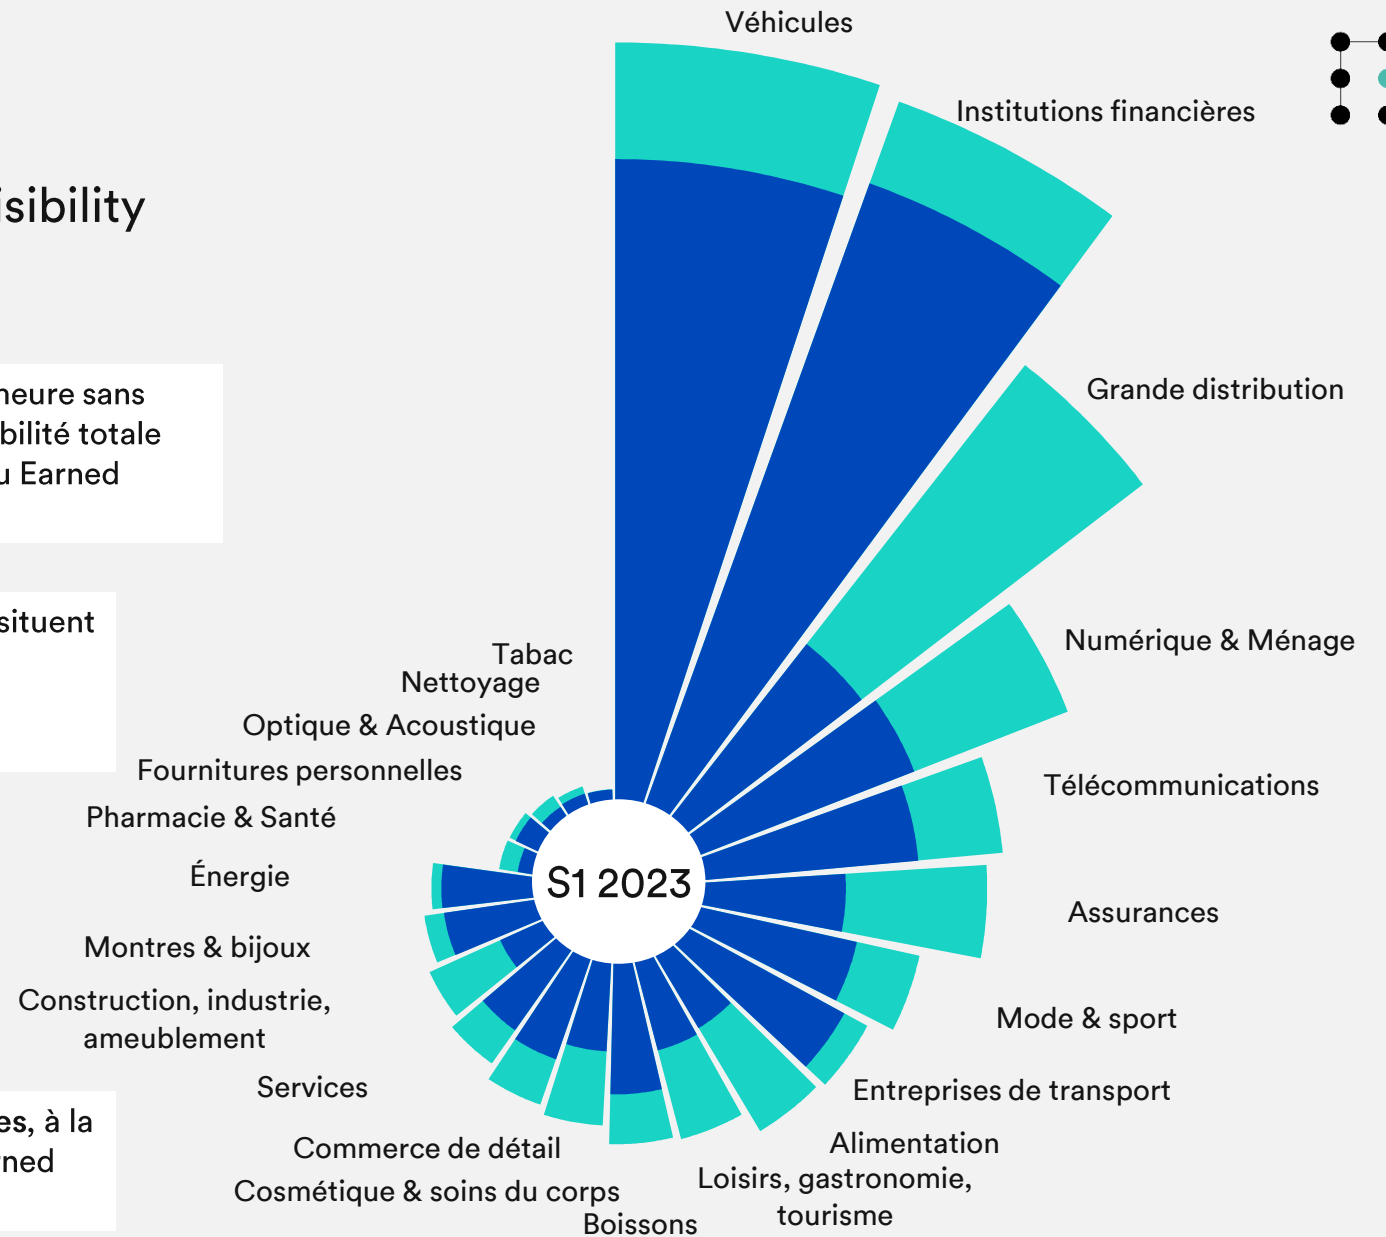 Véhicules
Institutions financières
isibility
Grande distribution
heure sans
bilité totale
u Earned
situent
Numérique & Ménage
Tabac
Nettoyage
Optique & Acoustique
Fournitures personnelles
Télécommunications
Pharmacie & Santé
Énergie
S1 2023
Assurances
Montres & bijoux
Construction, industrie,
ameublement
Mode & sport
Services
Entreprises de transport
es, à la
rned
Commerce de détail
Alimentation
Cosmétique & soins du corps
Loisirs, gastronomie,
tourisme
Boissons